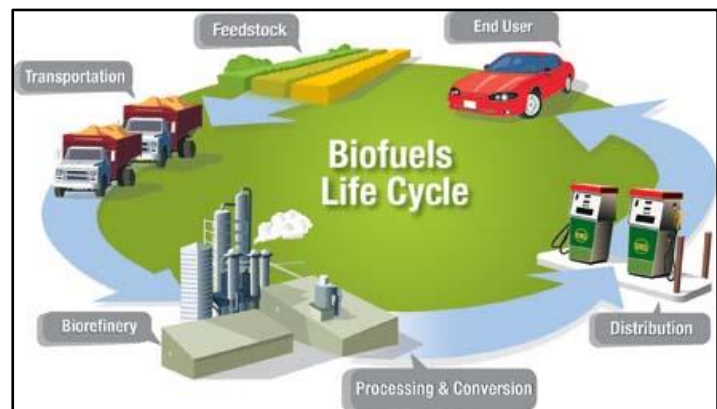 Feedstock
End User
Transportation
Biofuels
Life Cycle
Biorefinery
Distribution
Processing & Conversion